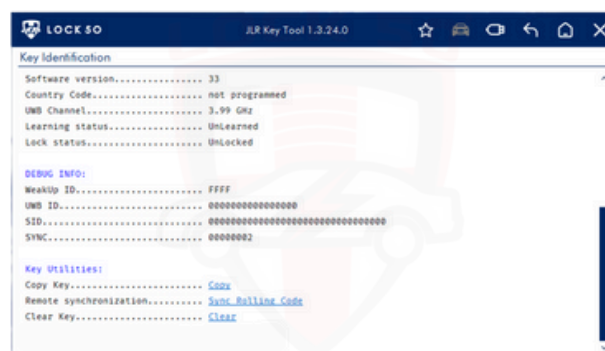 LOCK 50 JLR Key Tool 1.3.24.0
Key Identification
Software version................ 33
Country Code.................... not programmed
UWB Channel..................... 3.99 GHz
Learning status................. UnLearned
Lock status..................... UnLocked
DEBUG INFO:
WeakUp ID....................... FFFF
UWB ID.......................... 0000000000000000
SID............................. 00000000000000000000000000000000
SYNC............................ 00000002
Key Utilities:
Copy Key........................ Copy
Remote synchronization.......... Sync Rolling Code
Clear Key....................... Clear